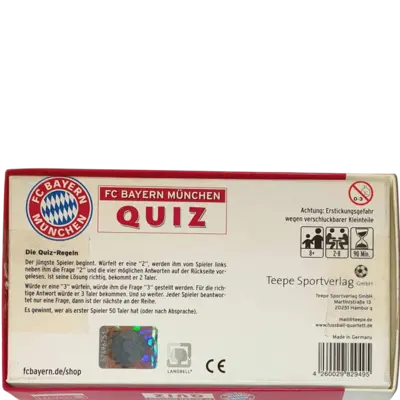 FC BAYERN
MÜNCHEN
FC BAYERN MÜNCHEN
QUIZ
0-3
Achtung: Erstickungsgefahr
wegen verschluckbarer Kleinteile
8+
2-8
90 Min.
Die Quiz-Regeln
Der jüngste Spieler beginnt. Würfelt er eine "2", werden ihm vom Spieler links
neben ihm die Frage "2" und die vier möglichen Antworten auf der Rückseite vor-
gelesen, ist seine Lösung richtig, bekommt er 2 Taler.
Würde er eine "3" würfeln, würde ihm die Frage "3" gestellt werden. Für die rich-
tige Antwort würde er 3 Taler bekommen. Und so weiter. Jeder Spieler beantwor-
tet nur eine Frage, dann ist der nächste an der Reihe.
Es gewinnt, wer als erster Spieler 50 Taler hat (oder nach Absprache).
Teepe Sportverlag
GmbH
Teepe Sportverlag GmbH
Marthastraße 13
20259 Hamburg
mail@teepe.de
www.fussball-quartett.de
Made in Germany
4 260029 829495
LANDBELL
CE
fcbayern.de/shop
QUIZ